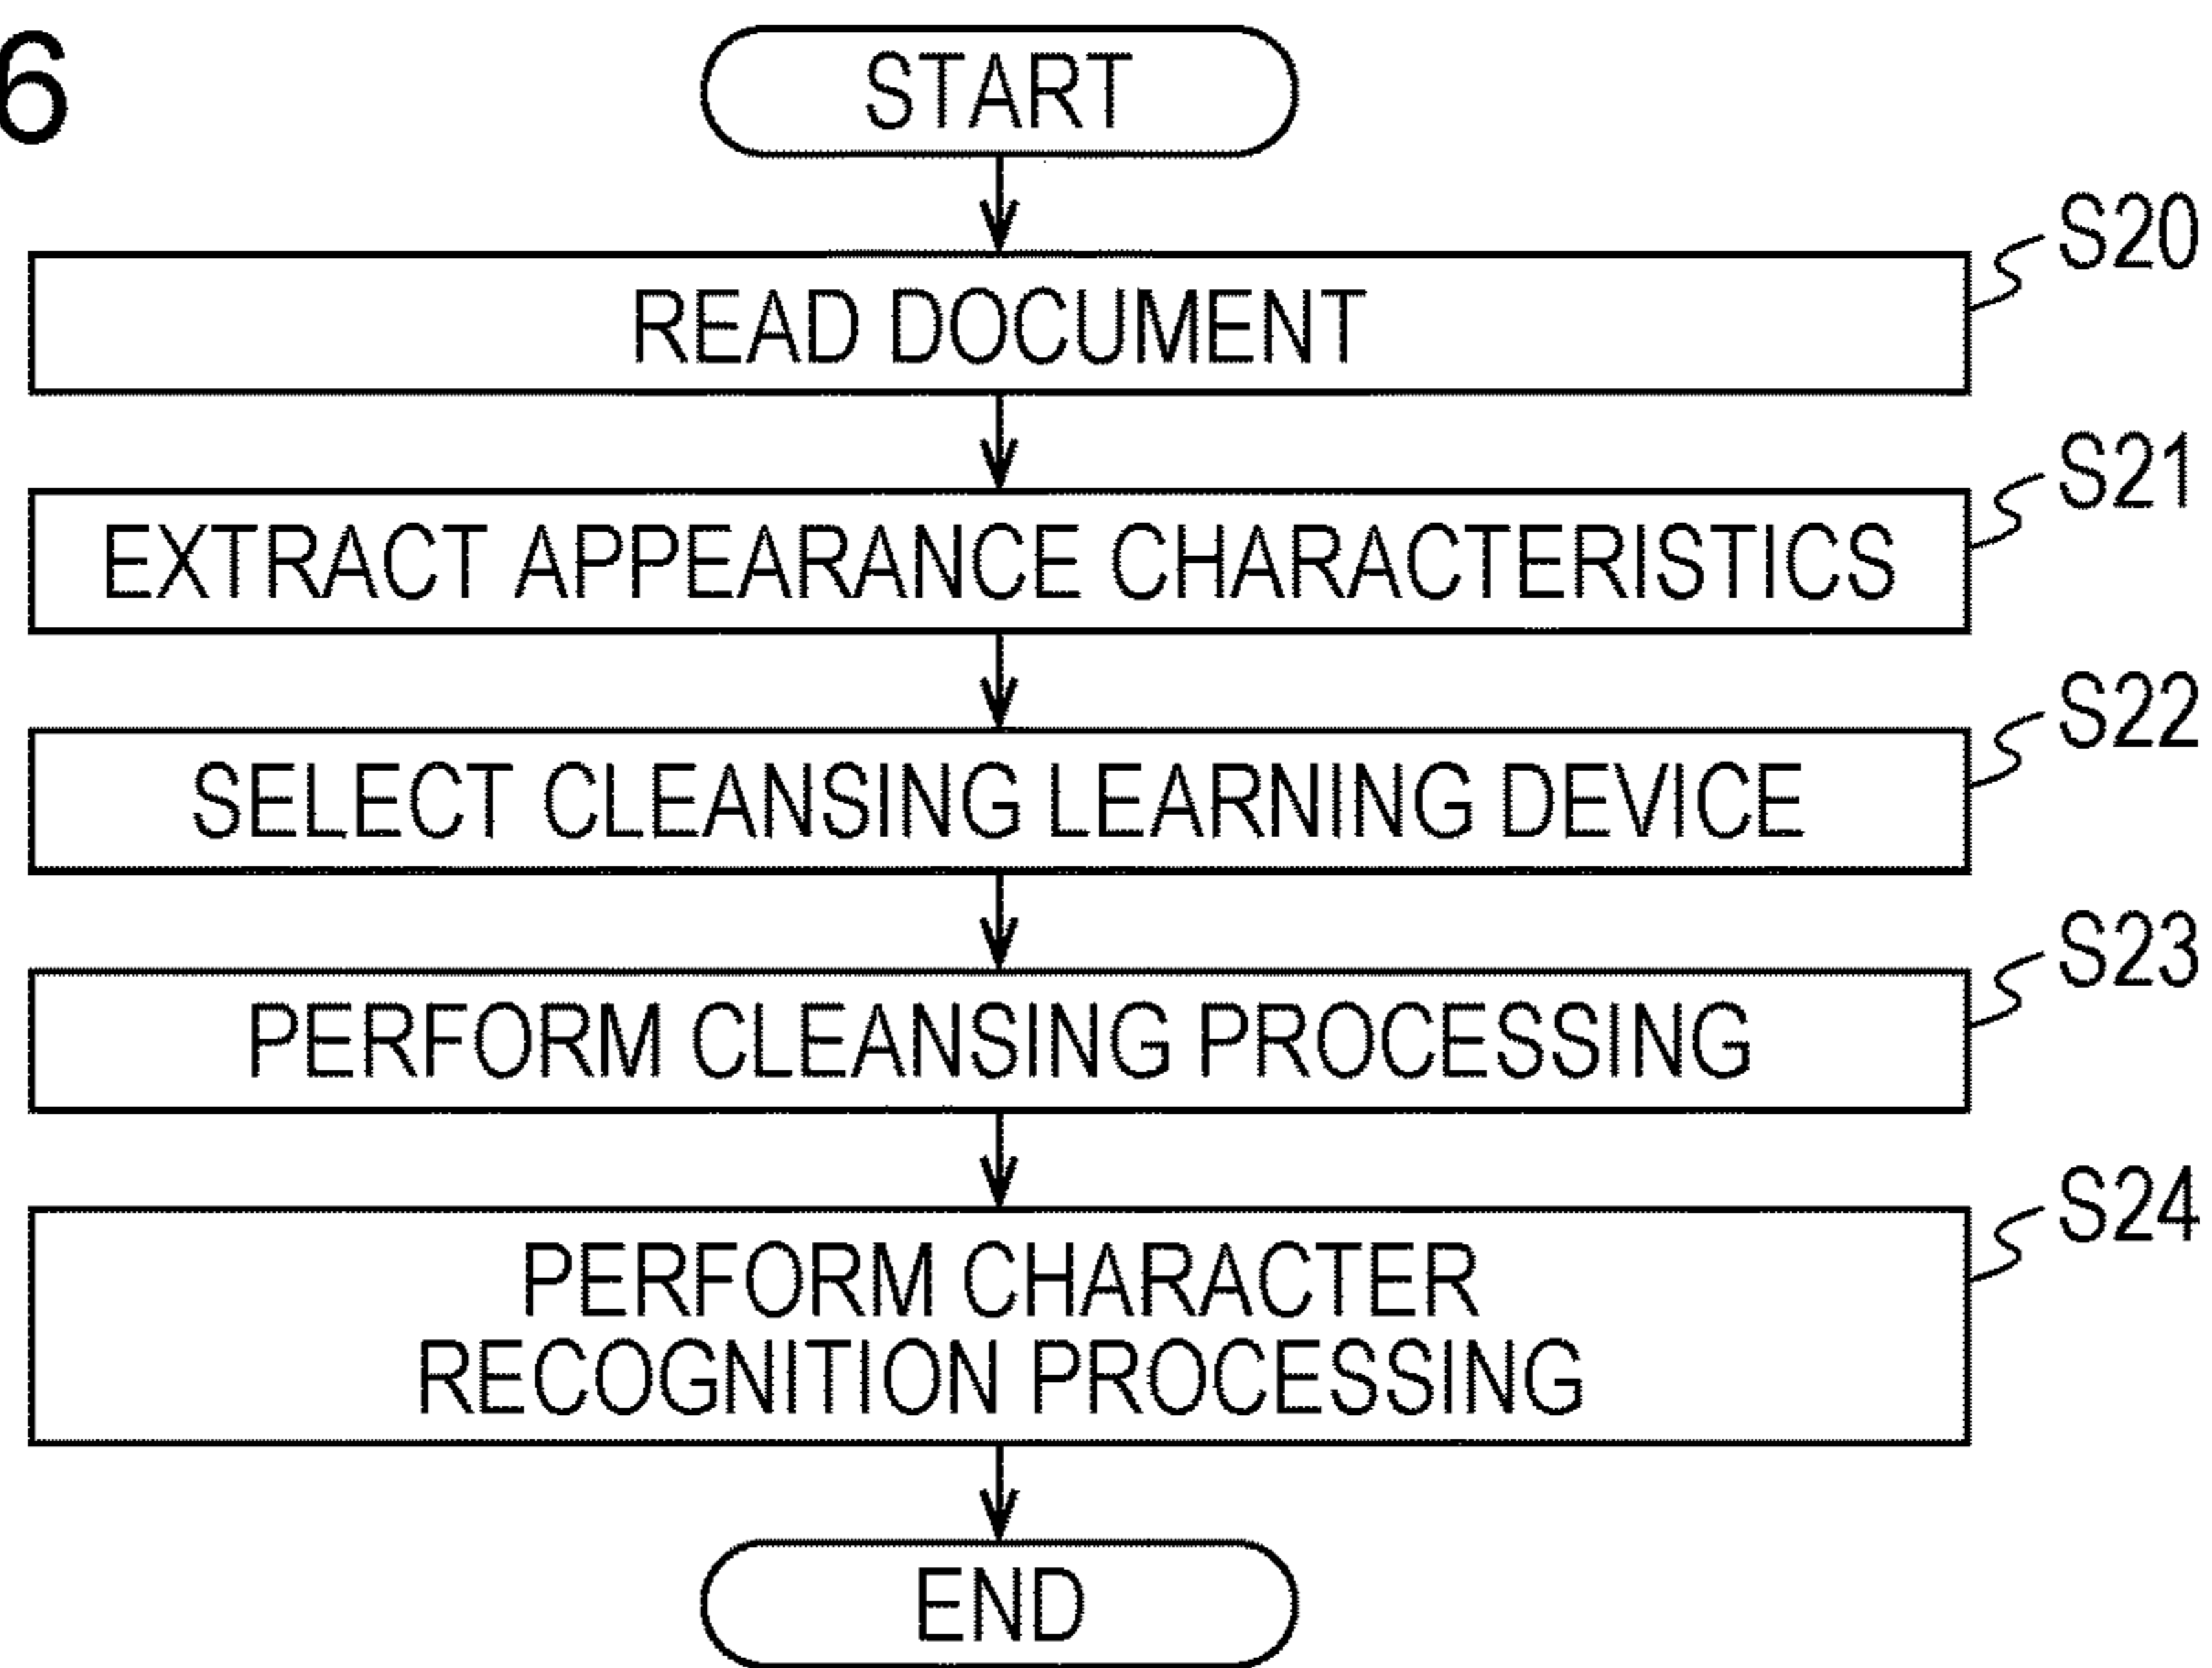 6
START
READ DOCUMENT
S20
EXTRACT APPEARANCE CHARACTERISTICS
S21
SELECT CLEANSING LEARNING DEVICE
S22
PERFORM CLEANSING PROCESSING
S23
PERFORM CHARACTER
RECOGNITION PROCESSING
S24
END